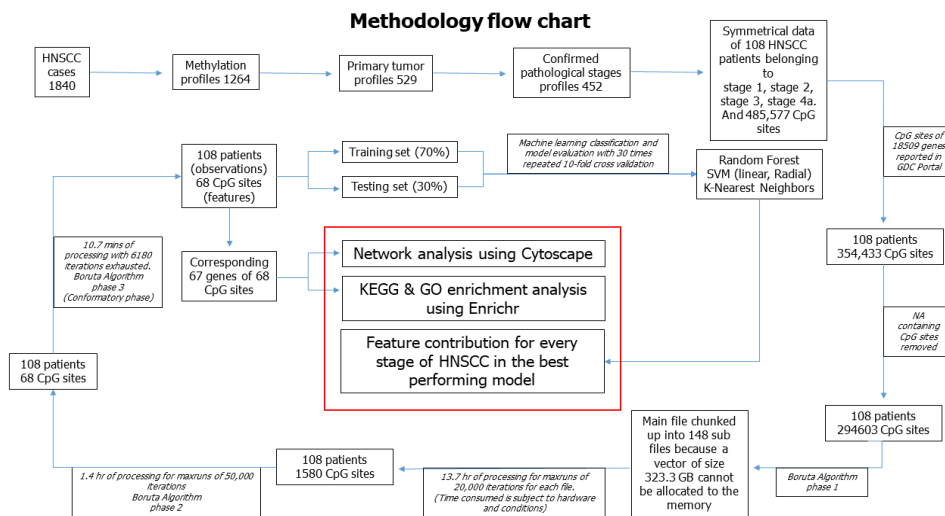 Methodology flow chart
HNSCC
cases
1840
Methylation
profiles 1264
Primary tumor
profiles 529
Confirmed
pathological stages
profiles 452
Symmetrical data
of 108 HNSCC
patients belonging
to
stage 1, stage 2,
stage 3, stage 4a.
And 485,577 CpG
sites
CpG sites of
18509 genes
reported in
GDC Portal
108 patients
354,433 CpG sites
NA
containing
CpG sites
removed
108 patients
294603 CpG sites
Boruta Algorithm
phase 1
Main file chunked
up into 148 sub
files because a
vector of size
323.3 GB cannot
be allocated to the
memory
13.7 hr of processing for maxruns of
20,000 iterations for each file.
(Time consumed is subject to hardware
and conditions)
108 patients
1580 CpG sites
1.4 hr of processing for maxruns of 50,000
iterations
Boruta Algorithm
phase 2
108 patients
68 CpG sites
10.7 mins of
processing with 6180
iterations exhausted.
Boruta Algorithm
phase 3
(Conformatory phase)
108 patients
(observations)
68 CpG sites
(features)
Training set (70%)
Testing set (30%)
Machine learning classification and
model evaluation with 30 times
repeated 10-fold cross validation
Random Forest
SVM (linear, Radial)
K-Nearest Neighbors
Corresponding
67 genes of 68
CpG sites
Network analysis using Cytoscape
KEGG & GO enrichment analysis
using Enrichr
Feature contribution for every
stage of HNSCC in the best
performing model